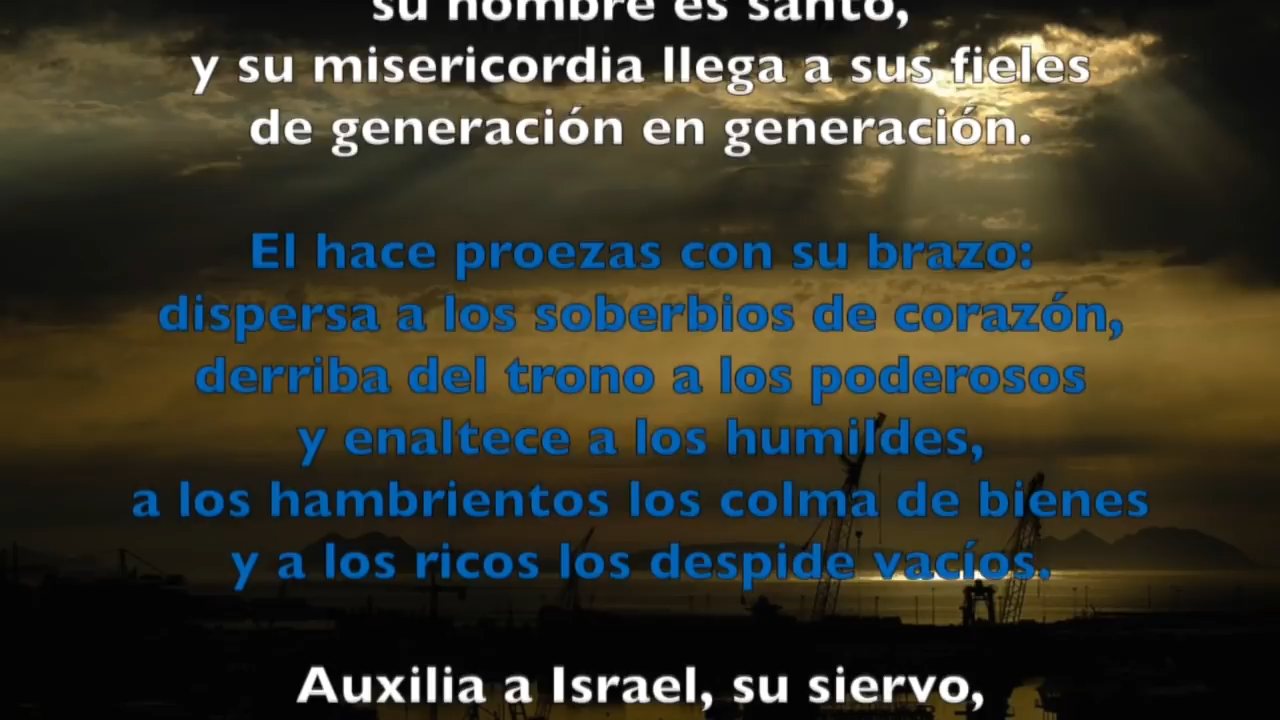 su nombre es santo,
y su misericordia llega a sus fieles
de generación en generación.
El hace proezas con su brazo:
dispersa a los soberbios de corazón,
derriba del trono a los poderosos
y enaltece a los humildes,
a los hambrientos los colma de bienes
y a los ricos los despide vacíos.
Auxilia a Israel, su siervo,